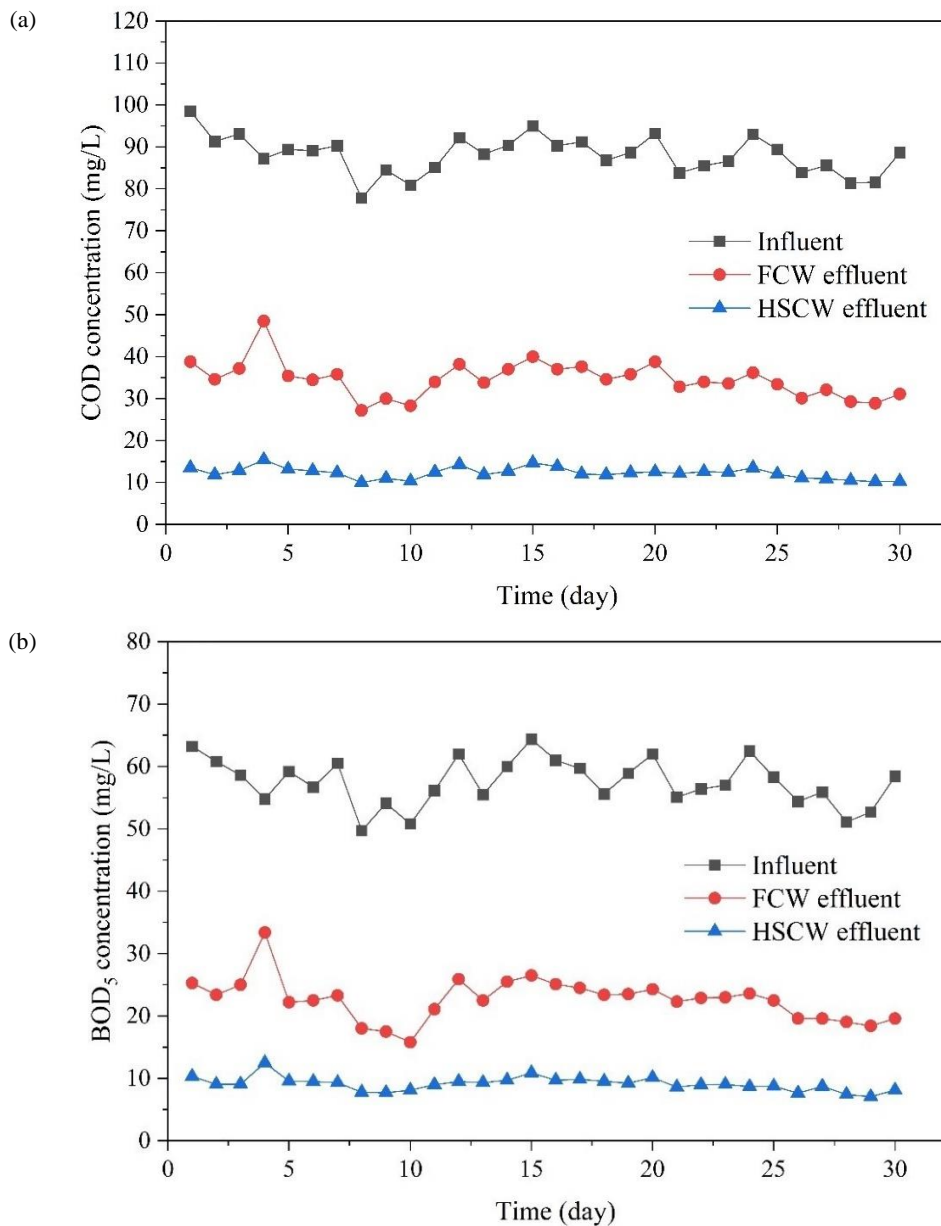 (a)
120
110
100
90
80
70
60
50
40
30
20
10
0
COD concentration (mg/L)
Influent
FCW effluent
HSCW effluent
0 5 10 15 20 25 30
Time (day)
(b)
80
70
60
50
40
30
20
10
0
BOD5 concentration (mg/L)
Influent
FCW effluent
HSCW effluent
0 5 10 15 20 25 30
Time (day)